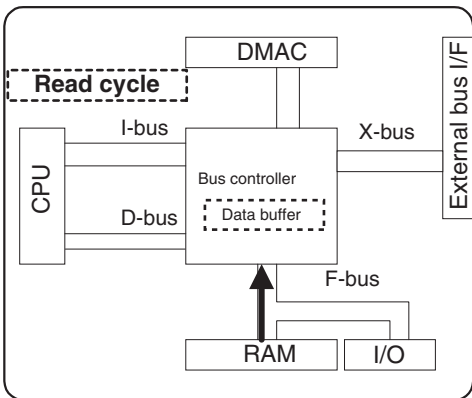 DMAC
Read cycle
External bus I/F
I-bus
X-bus
CPU
Bus controller
Data buffer
D-bus
F-bus
RAM
I/O